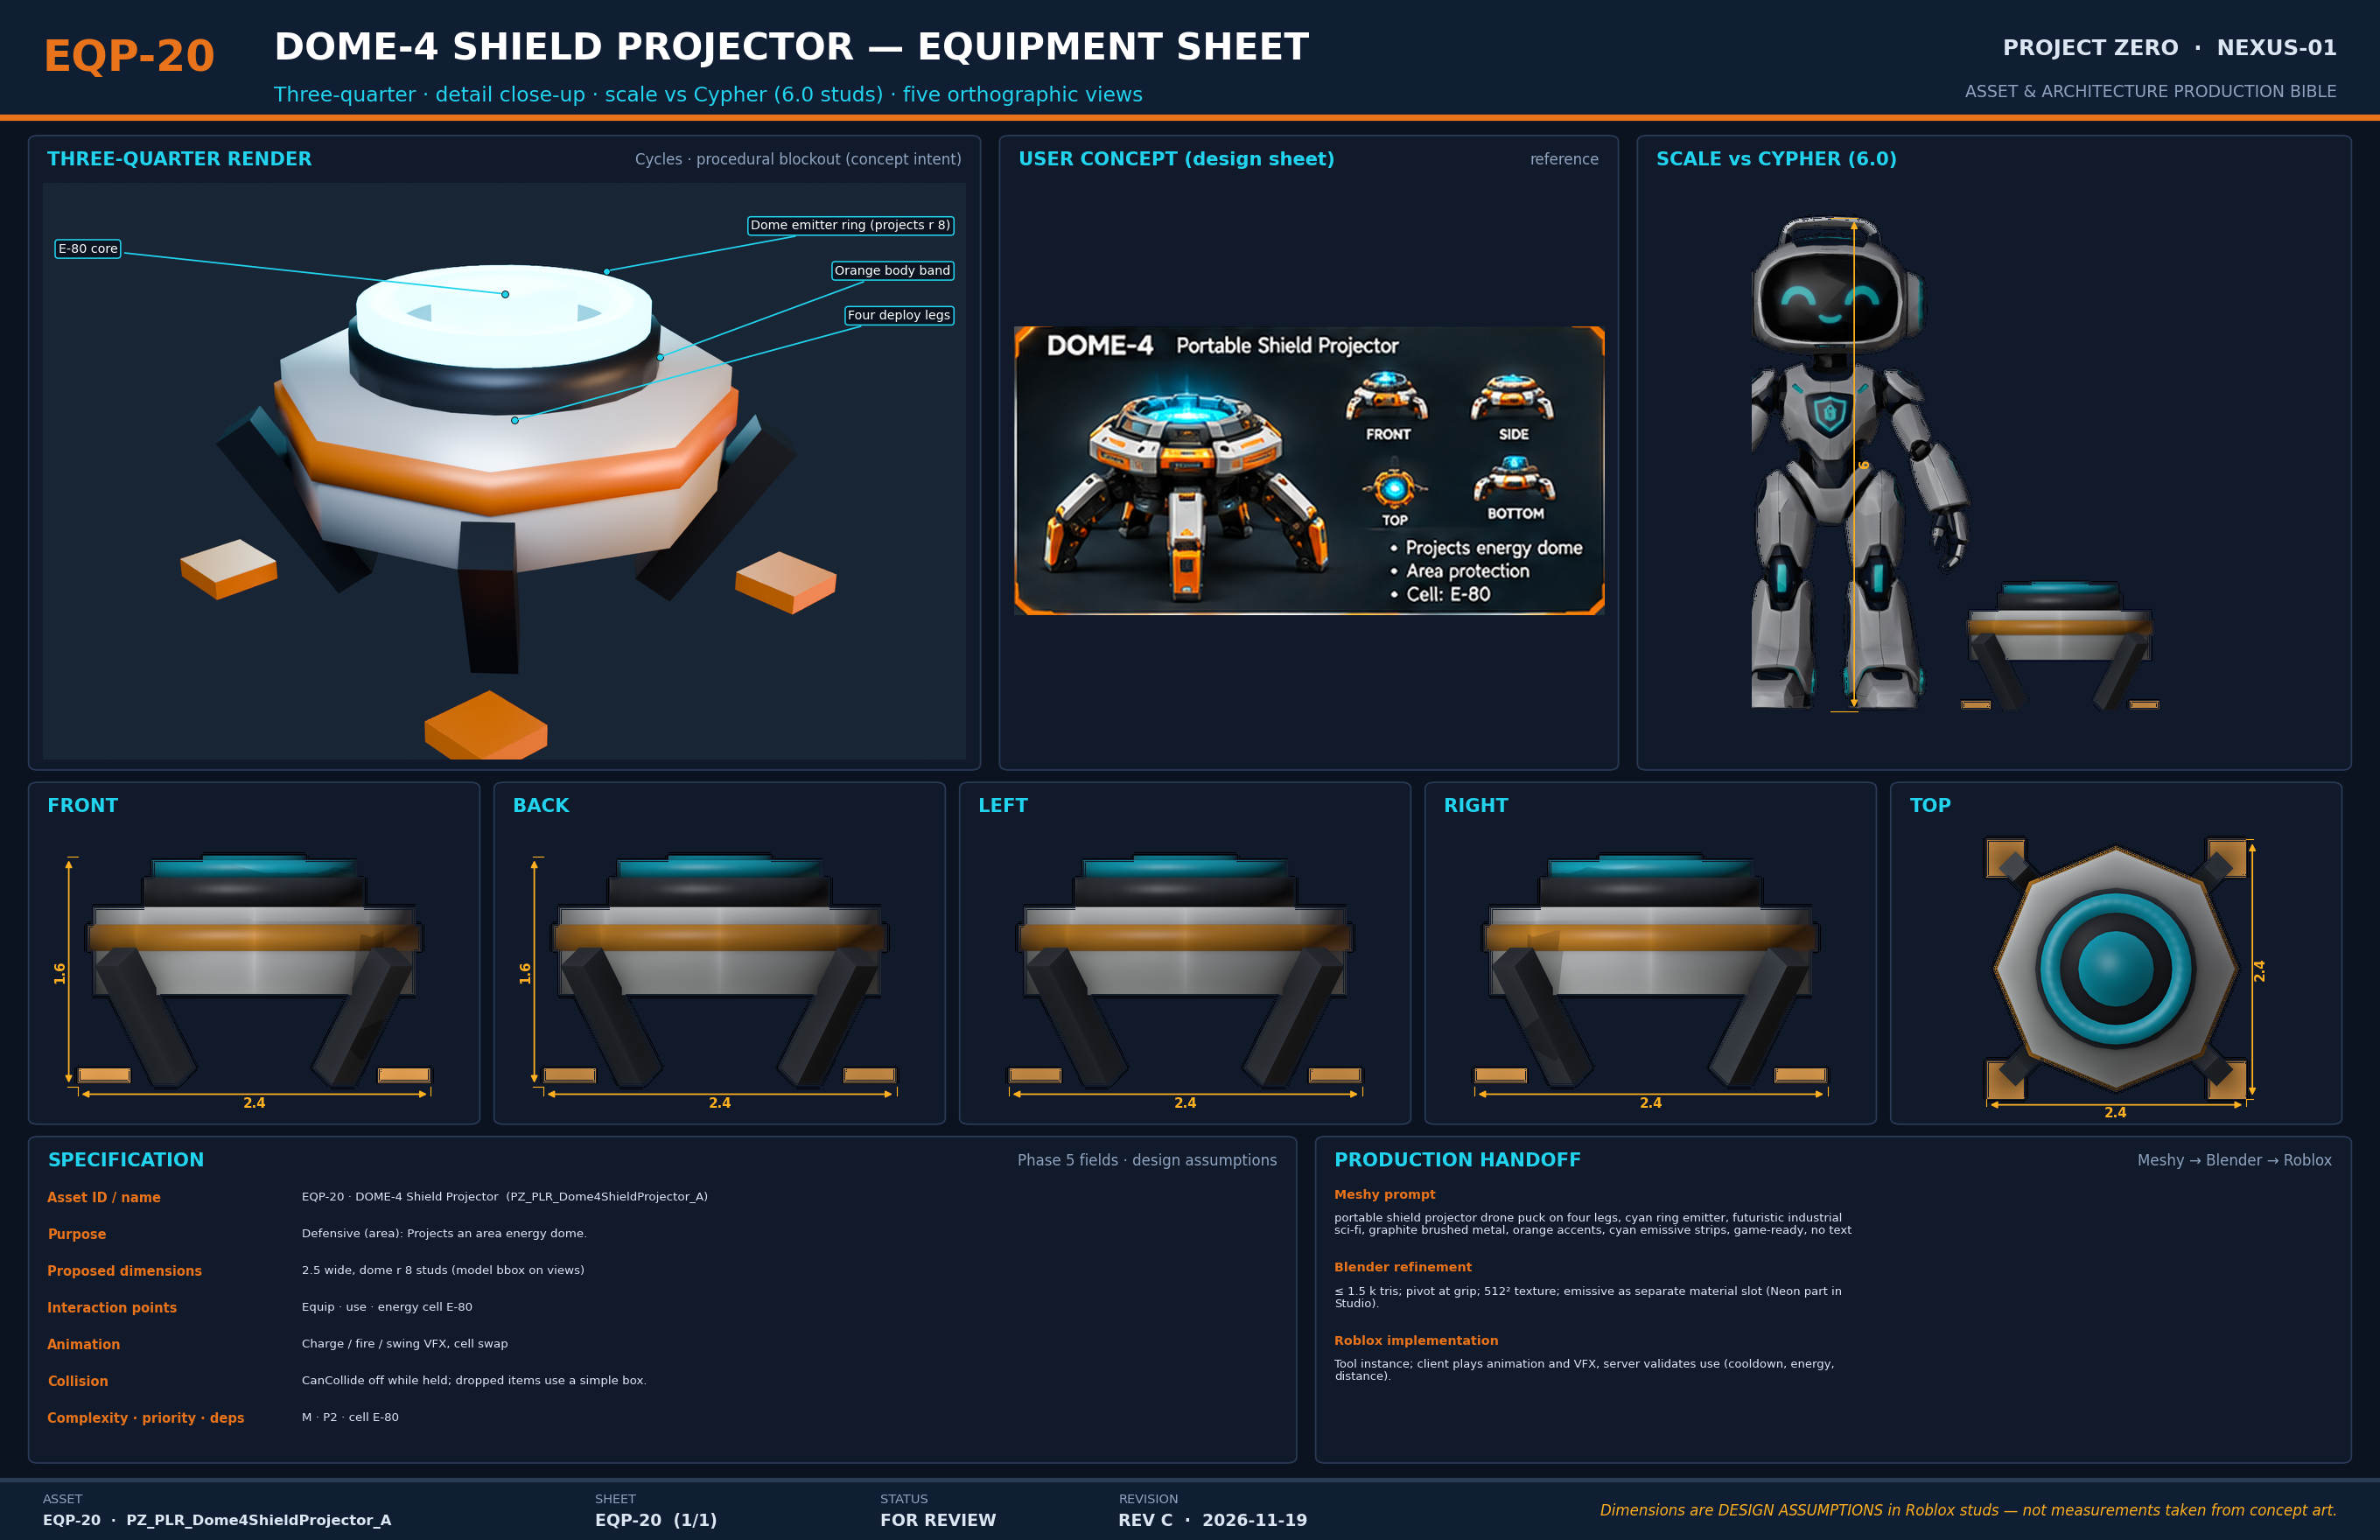 EQP-20
DOME-4 SHIELD PROJECTOR — EQUIPMENT SHEET
Three-quarter · detail close-up · scale vs Cypher (6.0 studs) · five orthographic views
PROJECT ZERO · NEXUS-01
ASSET & ARCHITECTURE PRODUCTION BIBLE
THREE-QUARTER RENDER
Cycles · procedural blockout (concept intent)
E-80 core
Dome emitter ring (projects r 8)
Orange body band
Four deploy legs
USER CONCEPT (design sheet)
reference
DOME-4 Portable Shield Projector
FRONT
SIDE
TOP
BOTTOM
• Projects energy dome
• Area protection
• Cell: E-80
SCALE vs CYPHER (6.0)
6
FRONT
1.6
2.4
BACK
1.6
2.4
LEFT
2.4
RIGHT
2.4
TOP
2.4
2.4
SPECIFICATION
Phase 5 fields · design assumptions
Asset ID / name
EQP-20 · DOME-4 Shield Projector (PZ_PLR_Dome4ShieldProjector_A)
Purpose
Defensive (area): Projects an area energy dome.
Proposed dimensions
2.5 wide, dome r 8 studs (model bbox on views)
Interaction points
Equip · use · energy cell E-80
Animation
Charge / fire / swing VFX, cell swap
Collision
CanCollide off while held; dropped items use a simple box.
Complexity · priority · deps
M · P2 · cell E-80
PRODUCTION HANDOFF
Meshy → Blender → Roblox
Meshy prompt
portable shield projector drone puck on four legs, cyan ring emitter, futuristic industrial
sci-fi, graphite brushed metal, orange accents, cyan emissive strips, game-ready, no text
Blender refinement
≤ 1.5 k tris; pivot at grip; 512² texture; emissive as separate material slot (Neon part in
Studio).
Roblox implementation
Tool instance; client plays animation and VFX, server validates use (cooldown, energy,
distance).
ASSET
EQP-20 · PZ_PLR_Dome4ShieldProjector_A
SHEET
EQP-20 (1/1)
STATUS
FOR REVIEW
REVISION
REV C · 2026-11-19
Dimensions are DESIGN ASSUMPTIONS in Roblox studs — not measurements taken from concept art.